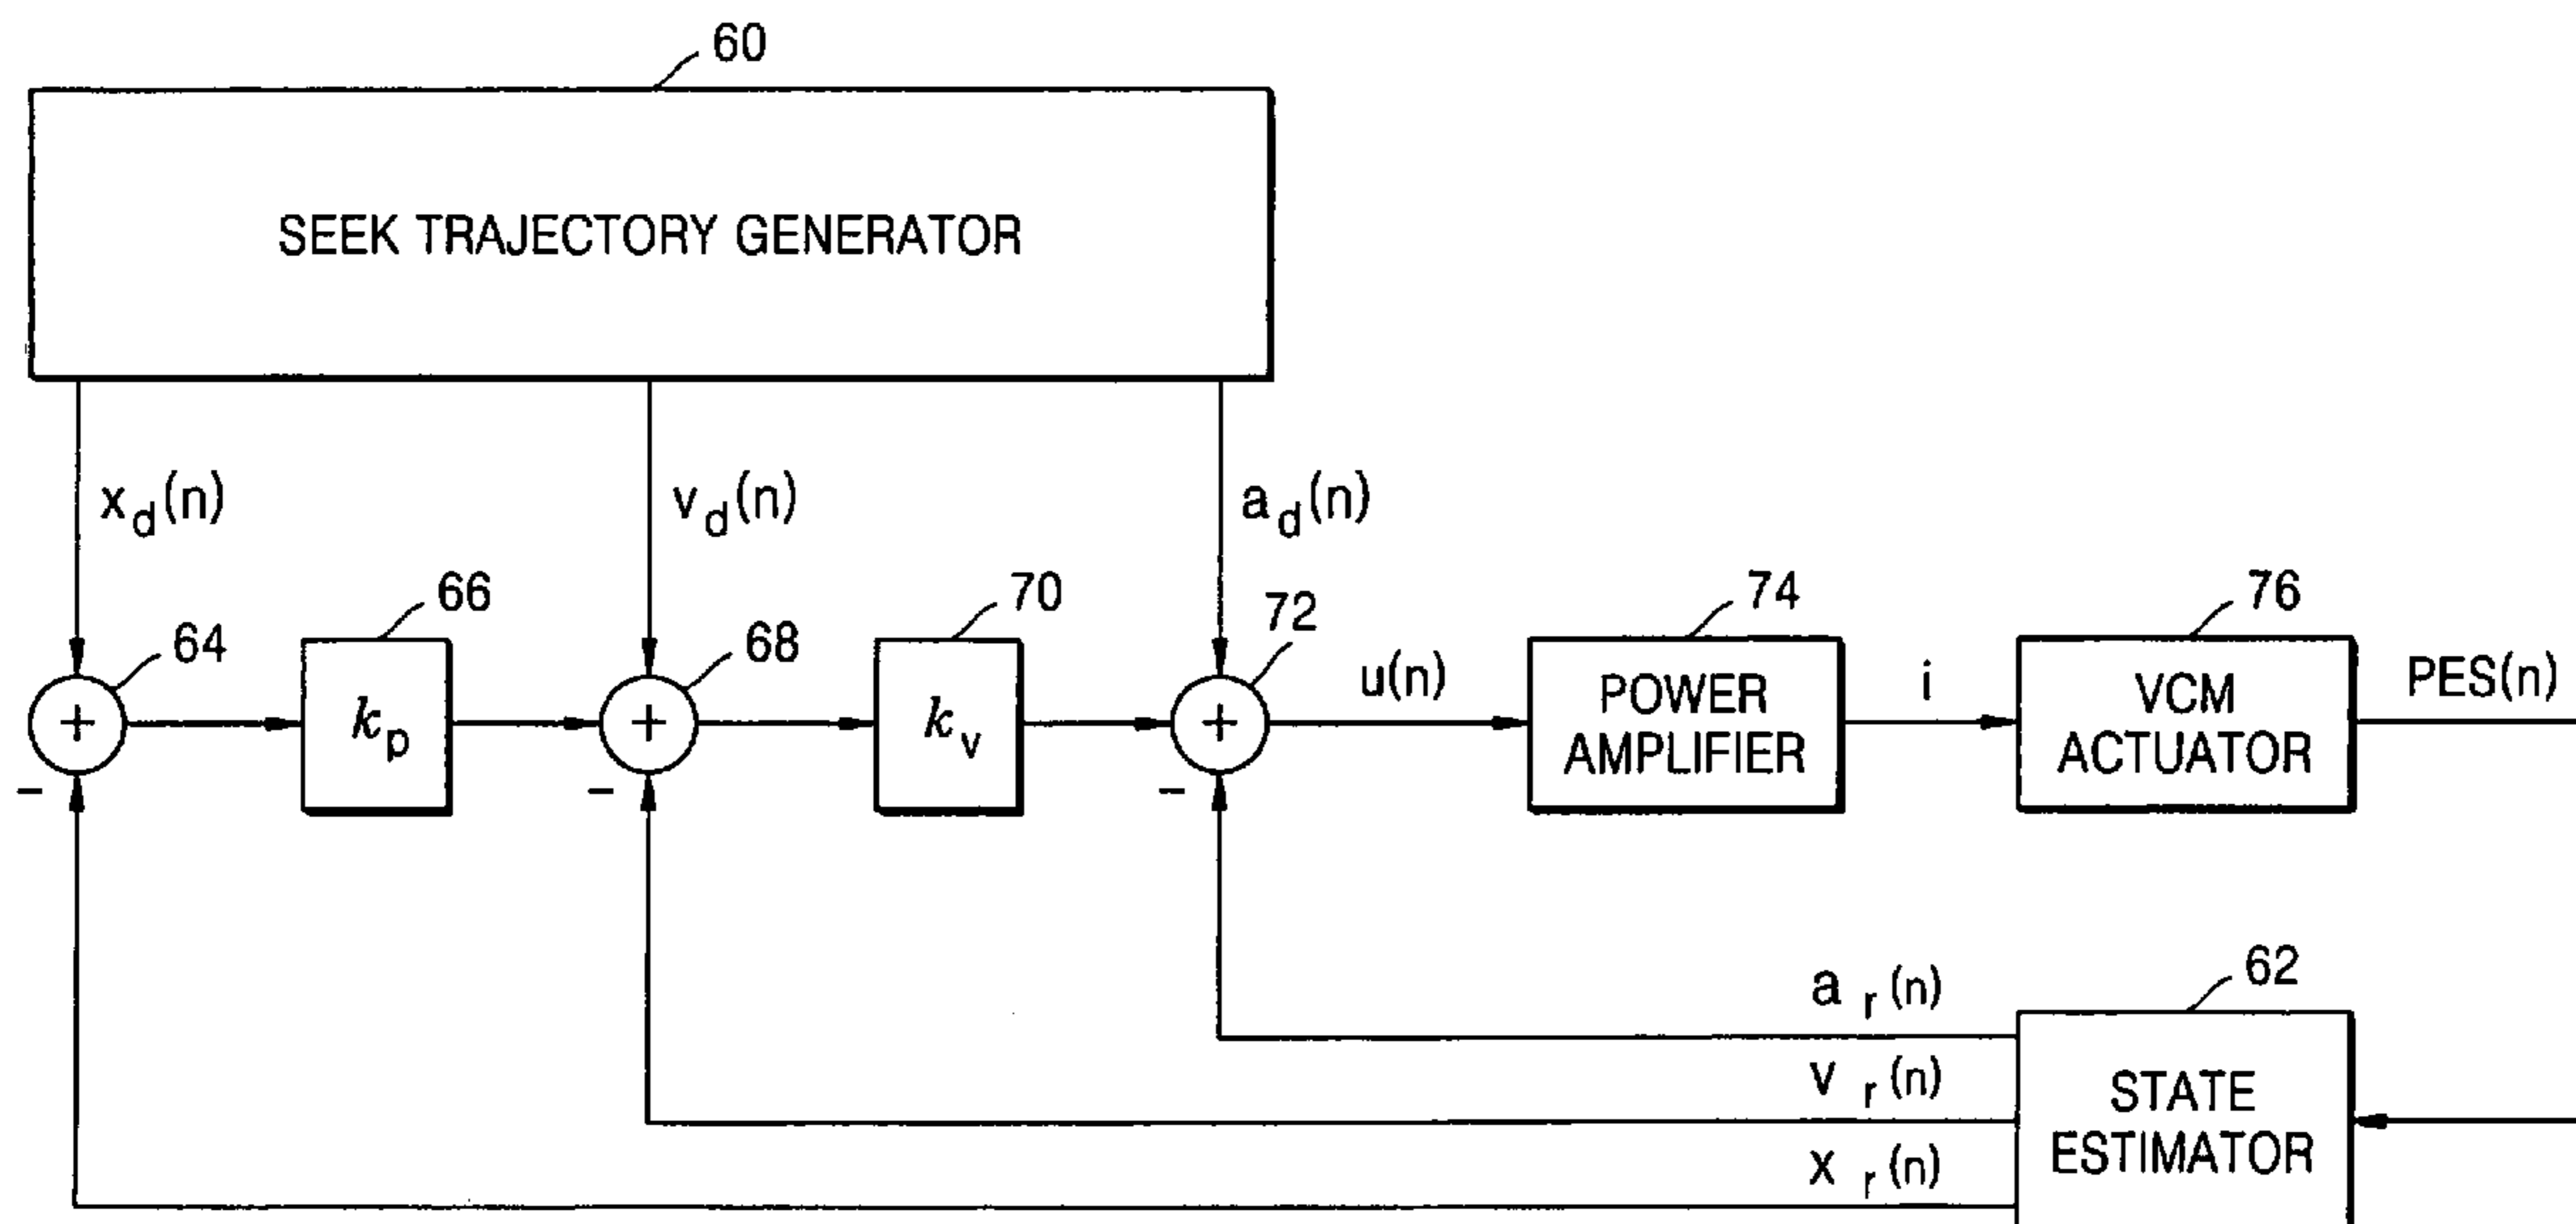 60
SEEK TRAJECTORY GENERATOR
x_d(n)
v_d(n)
a_d(n)
66
70
74
76
64
68
72
+
k_p
+
k_v
+
u(n)
POWER
AMPLIFIER
i
VCM
ACTUATOR
PES(n)
-
-
-
62
a_r(n)
v_r(n)
x_r(n)
STATE
ESTIMATOR